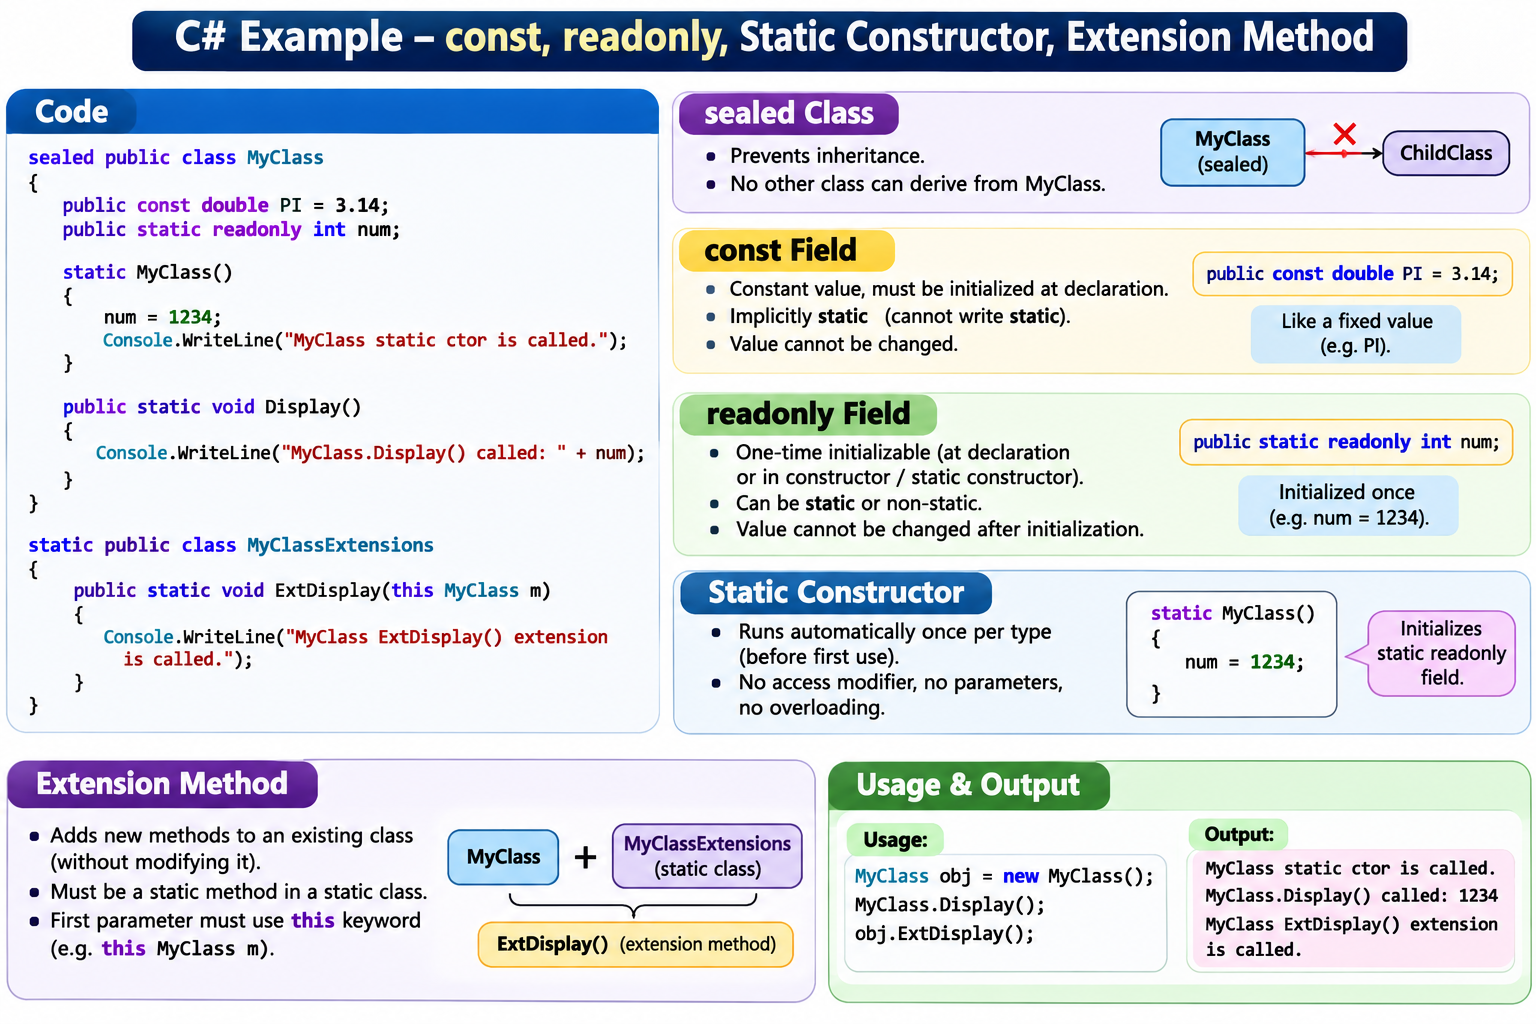 C# Example – const, readonly, Static Constructor, Extension Method
Code
sealed public class MyClass
{
public const double PI = 3.14;
public static readonly int num;
static MyClass()
{
num = 1234;
Console.WriteLine("MyClass static ctor is called.");
}
public static void Display()
{
Console.WriteLine("MyClass.Display() called: " + num);
}
}
static public class MyClassExtensions
{
public static void ExtDisplay(this MyClass m)
{
Console.WriteLine("MyClass ExtDisplay() extension
is called.");
}
}
sealed Class
• Prevents inheritance.
• No other class can derive from MyClass.
MyClass
(sealed)
ChildClass
const Field
• Constant value, must be initialized at declaration.
• Implicitly static (cannot write static).
• Value cannot be changed.
public const double PI = 3.14;
Like a fixed value
(e.g. PI).
readonly Field
• One-time initializable (at declaration
or in constructor / static constructor).
• Can be static or non-static.
• Value cannot be changed after initialization.
public static readonly int num;
Initialized once
(e.g. num = 1234).
Static Constructor
• Runs automatically once per type
(before first use).
• No access modifier, no parameters,
no overloading.
static MyClass()
{
num = 1234;
}
Initializes
static readonly
field.
Extension Method
• Adds new methods to an existing class
(without modifying it).
• Must be a static method in a static class.
• First parameter must use this keyword
(e.g. this MyClass m).
MyClass
+
MyClassExtensions
(static class)
ExtDisplay() (extension method)
Usage & Output
Usage:
MyClass obj = new MyClass();
MyClass.Display();
obj.ExtDisplay();
Output:
MyClass static ctor is called.
MyClass.Display() called: 1234
MyClass ExtDisplay() extension
is called.